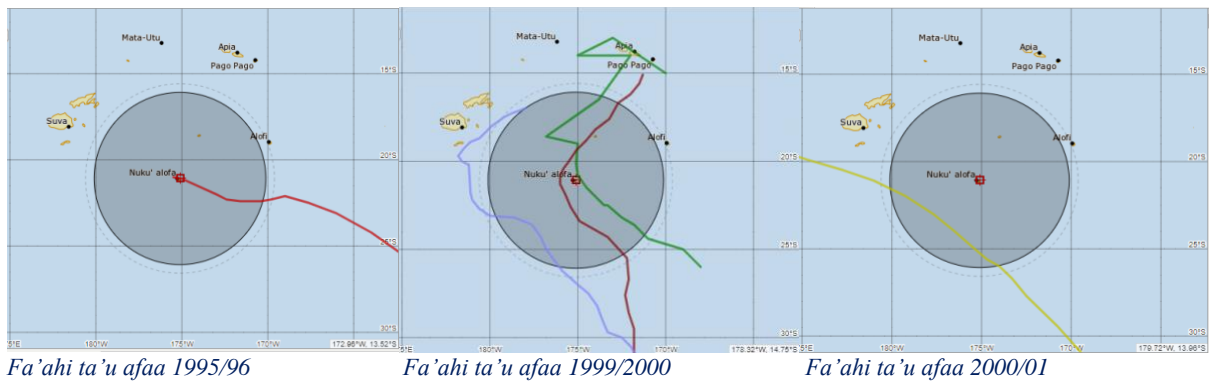 Mata-Utu
Apia
Pago Pago
15°S
Suva
Alofi
20°S
Nuku' alofa
25°S
30°S
5°E
180°W
175°W
170°W
172.96°W, 13.52°S
Mata-Utu
Apia
Pago Pago
15°S
Suva
Alofi
20°S
Nuku' alofa
25°S
30°S
5°E
180°W
175°W
170°W
178.32°W, 14.75°S
Mata-Utu
Apia
Pago Pago
15°S
Suva
Alofi
20°S
Nuku' alofa
25°S
30°S
180°W
175°W
170°W
179.72°W, 13.96°S
Fa’ahi ta’u afaa 1995/96
Fa’ahi ta’u afaa 1999/2000
Fa’ahi ta’u afaa 2000/01